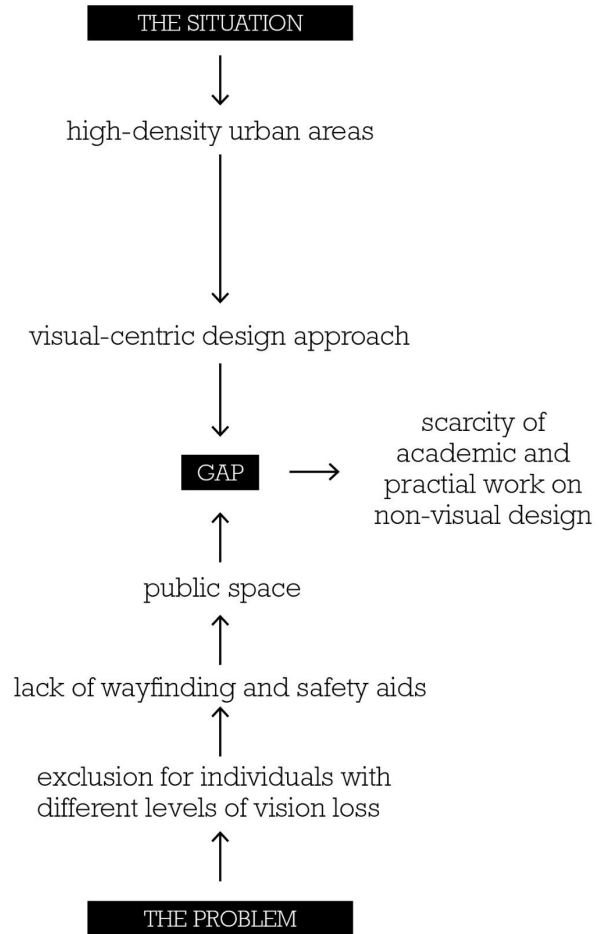 THE SITUATION
high-density urban areas
visual-centric design approach
GAP
scarcity of
academic and
practial work on
non-visual design
public space
lack of wayfinding and safety aids
exclusion for individuals with
different levels of vision loss
THE PROBLEM